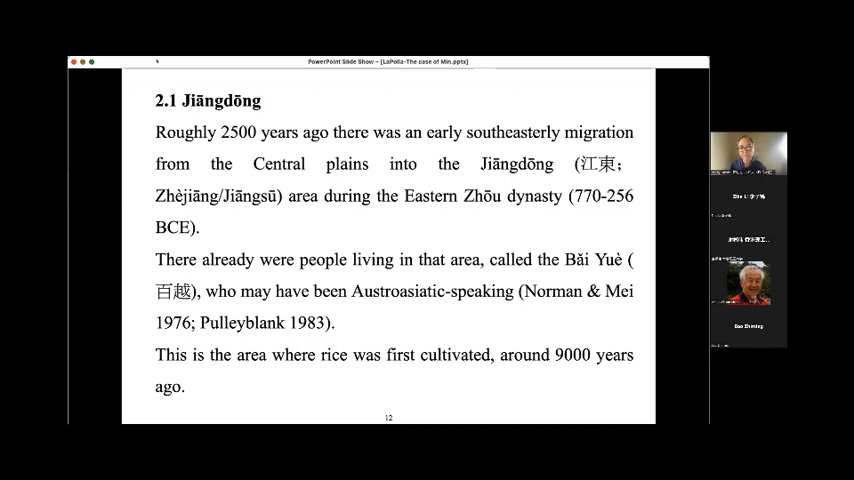 PowerPoint Slide Show – [LaPolla-The case of Min.pptx]
2.1 Jiāngdōng
Roughly 2500 years ago there was an early southeasterly migration
from the Central plains into the Jiāngdōng (江東；
Zhèjiāng/Jiāngsū) area during the Eastern Zhōu dynasty (770-256
BCE).
There already were people living in that area, called the Bǎi Yuè (
百越), who may have been Austroasiatic-speaking (Norman & Mei
1976; Pulleyblank 1983).
This is the area where rice was first cultivated, around 9000 years
ago.
12
Bao Zhiming